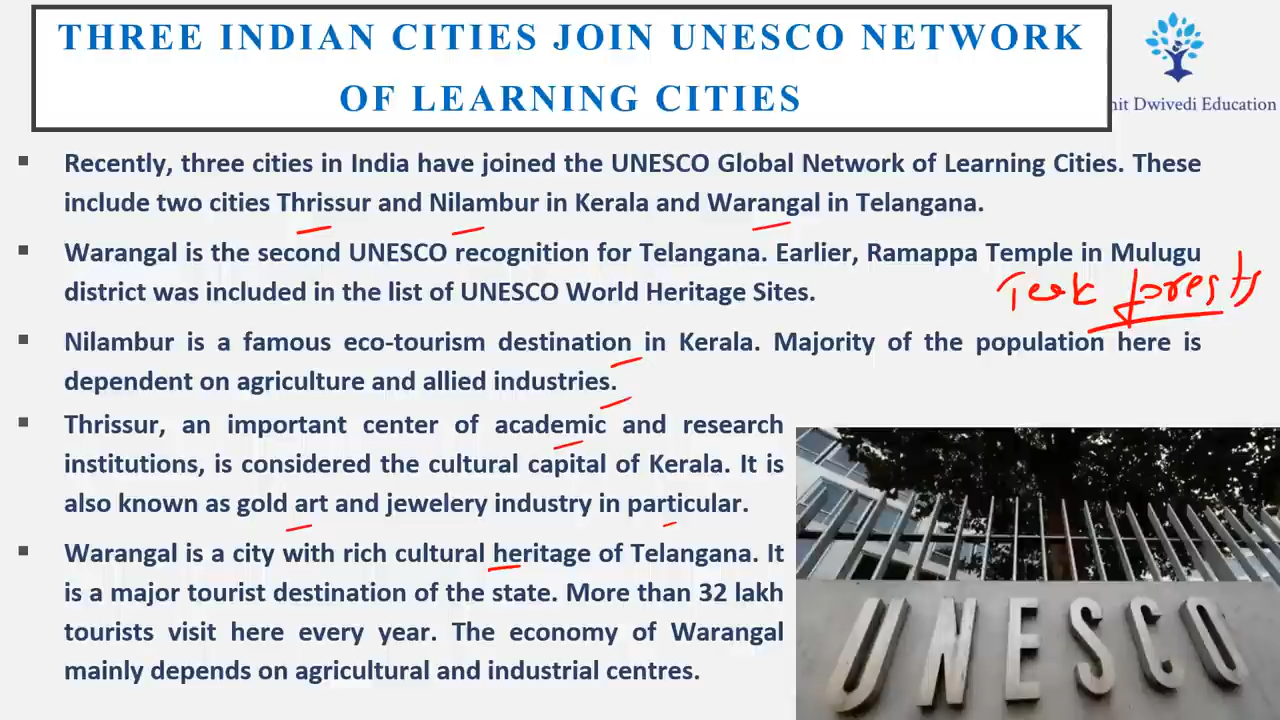 THREE INDIAN CITIES JOIN UNESCO NETWORK
OF LEARNING CITIES
nit Dwivedi Education
▪ Recently, three cities in India have joined the UNESCO Global Network of Learning Cities. These
include two cities Thrissur and Nilambur in Kerala and Warangal in Telangana.
▪ Warangal is the second UNESCO recognition for Telangana. Earlier, Ramappa Temple in Mulugu
district was included in the list of UNESCO World Heritage Sites.
Teak forests
▪ Nilambur is a famous eco-tourism destination in Kerala. Majority of the population here is
dependent on agriculture and allied industries.
▪ Thrissur, an important center of academic and research
institutions, is considered the cultural capital of Kerala. It is
also known as gold art and jewelery industry in particular.
▪ Warangal is a city with rich cultural heritage of Telangana. It
is a major tourist destination of the state. More than 32 lakh
tourists visit here every year. The economy of Warangal
mainly depends on agricultural and industrial centres.
UNESCO